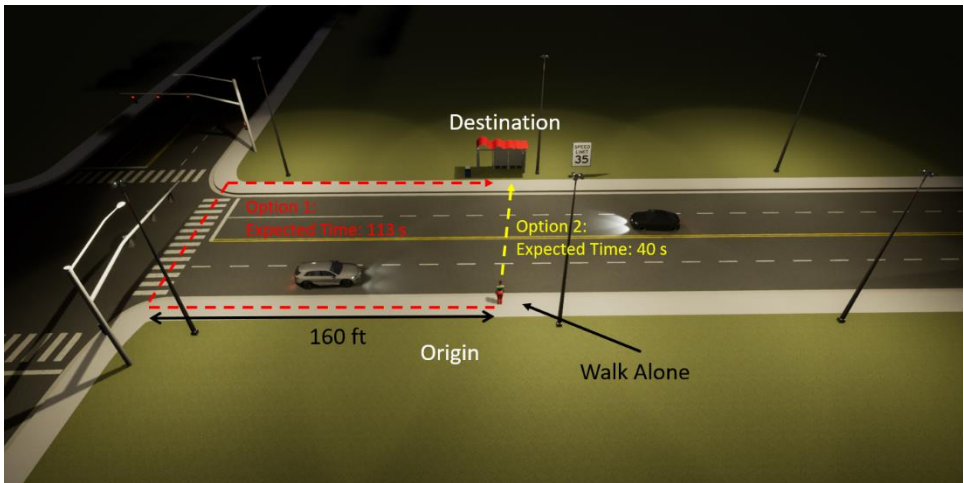 Destination
SPEED
LIMIT
35
Option 1:
Expected Time: 113 s
Option 2:
Expected Time: 40 s
160 ft
Origin
Walk Alone